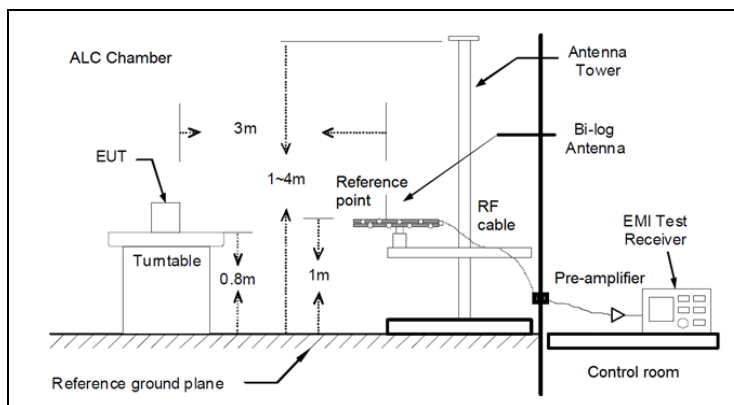 ALC Chamber
Antenna
Tower
3m
Bi-log
Antenna
EUT
1~4m
Reference
point
RF
cable
EMI Test
Receiver
Turntable
0.8m
1m
Pre-amplifier
Reference ground plane
Control room